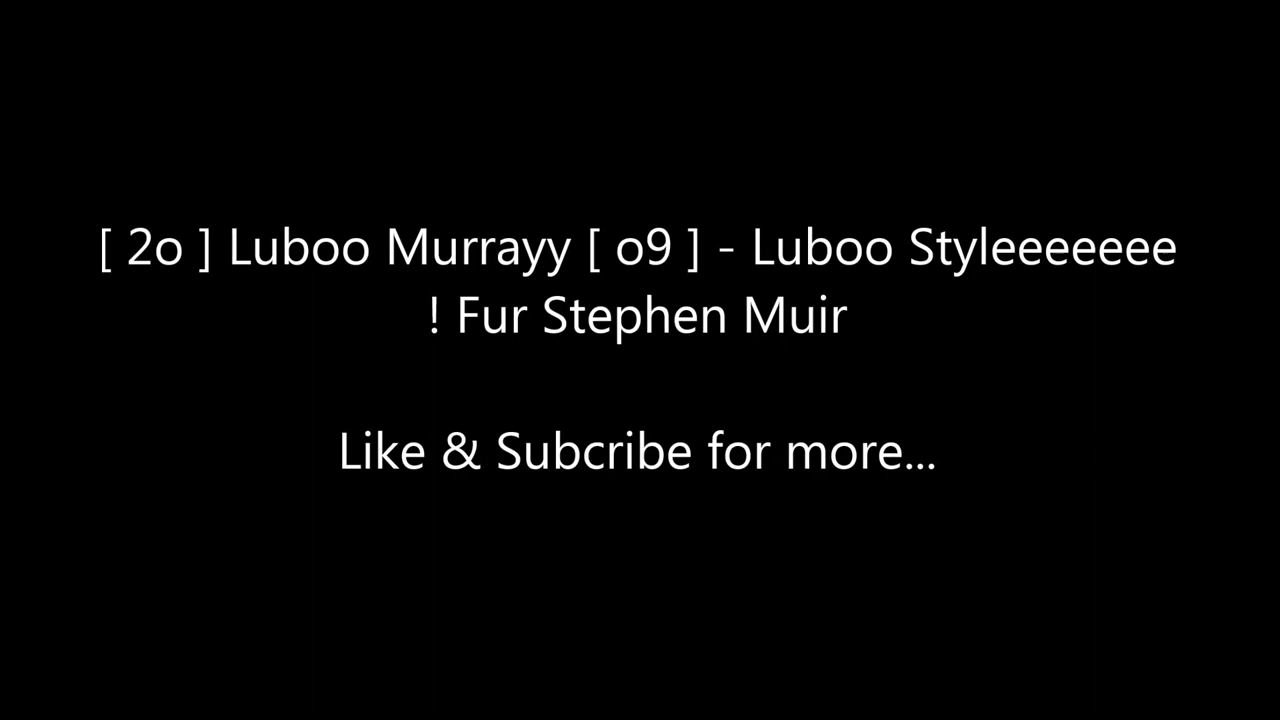 [ 2o ] Luboo Murrayy [ o9 ] - Luboo Styleeeeeee
! Fur Stephen Muir
Like & Subcribe for more...